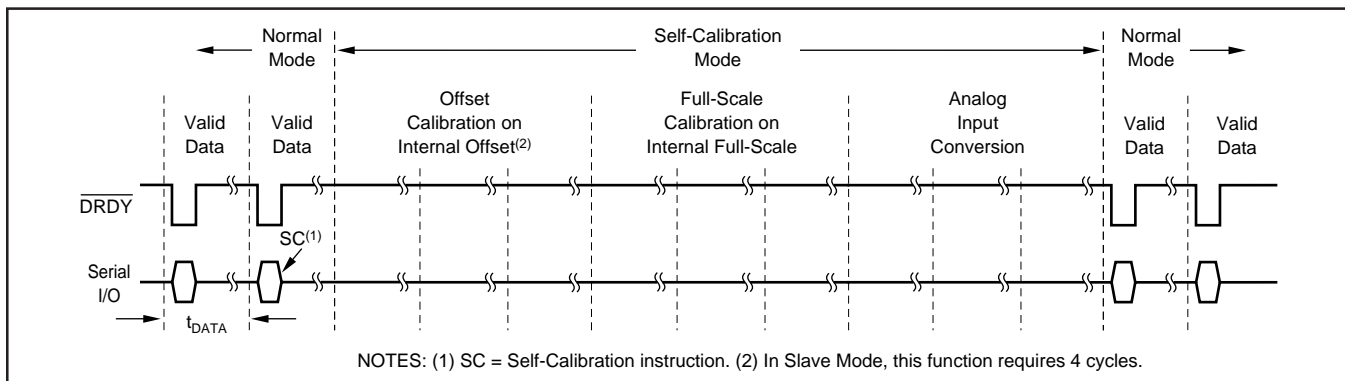 Normal
Mode
Self-Calibration
Mode
Normal
Mode
Valid
Data
Valid
Data
Offset
Calibration on
Internal Offset(2)
Full-Scale
Calibration on
Internal Full-Scale
Analog
Input
Conversion
Valid
Data
Valid
Data
DRDY
SC(1)
Serial
I/O
tDATA
NOTES: (1) SC = Self-Calibration instruction. (2) In Slave Mode, this function requires 4 cycles.